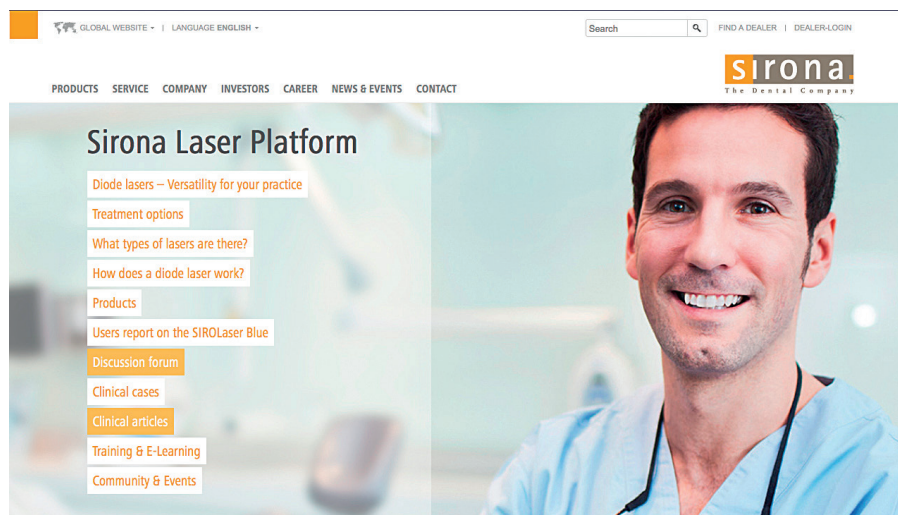 GLOBAL WEBSITE | LANGUAGE ENGLISH
Search
FIND A DEALER | DEALER-LOGIN
sırona.
The Dental Company
PRODUCTS SERVICE COMPANY INVESTORS CAREER NEWS & EVENTS CONTACT
Sirona Laser Platform
Diode lasers – Versatility for your practice
Treatment options
What types of lasers are there?
How does a diode laser work?
Products
Users report on the SIROLaser Blue
Discussion forum
Clinical cases
Clinical articles
Training & E-Learning
Community & Events